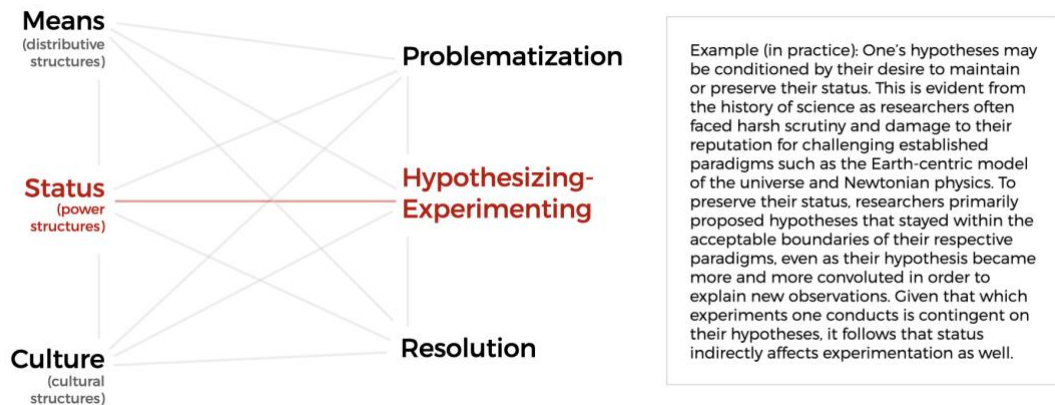 Means
(distributive
structures)
Status
(power
structures)
Culture
(cultural
structures)
Problematization
Hypothesizing-
Experimenting
Resolution
Example (in practice): One's hypotheses may
be conditioned by their desire to maintain
or preserve their status. This is evident from
the history of science as researchers often
faced harsh scrutiny and damage to their
reputation for challenging established
paradigms such as the Earth-centric model
of the universe and Newtonian physics. To
preserve their status, researchers primarily
proposed hypotheses that stayed within the
acceptable boundaries of their respective
paradigms, even as their hypothesis became
more and more convoluted in order to
explain new observations. Given that which
experiments one conducts is contingent on
their hypotheses, it follows that status
indirectly affects experimentation as well.